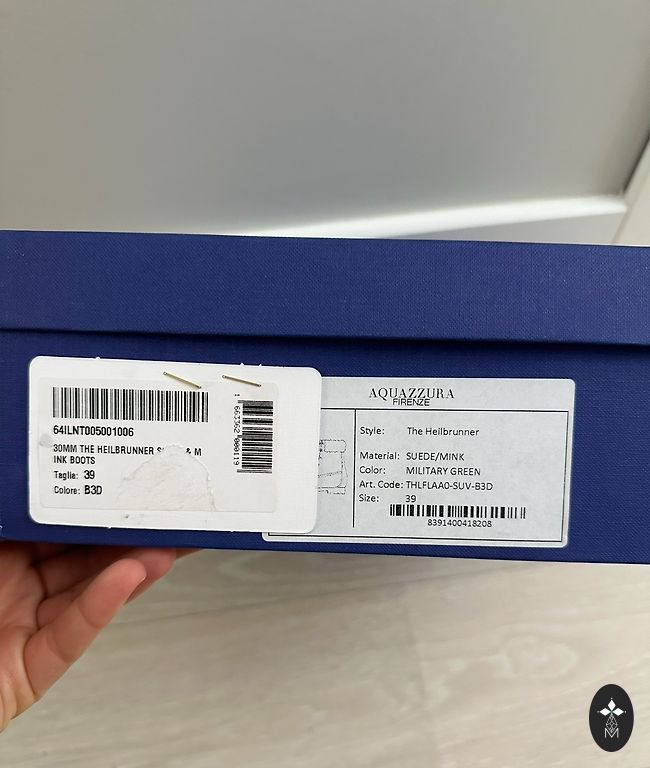 64ILNT005001006
30MM THE HEILBRUNNER & M
INK BOOTS
Taglia: 39
Colore: B3D
AQUAZZURA
FIRENZE
Style: The Heilbrunner
Material: SUEDE/MINK
Color: MILITARY GREEN
Art. Code: THLFLAA0-SUV-B3D
Size: 39
8391400418208
M